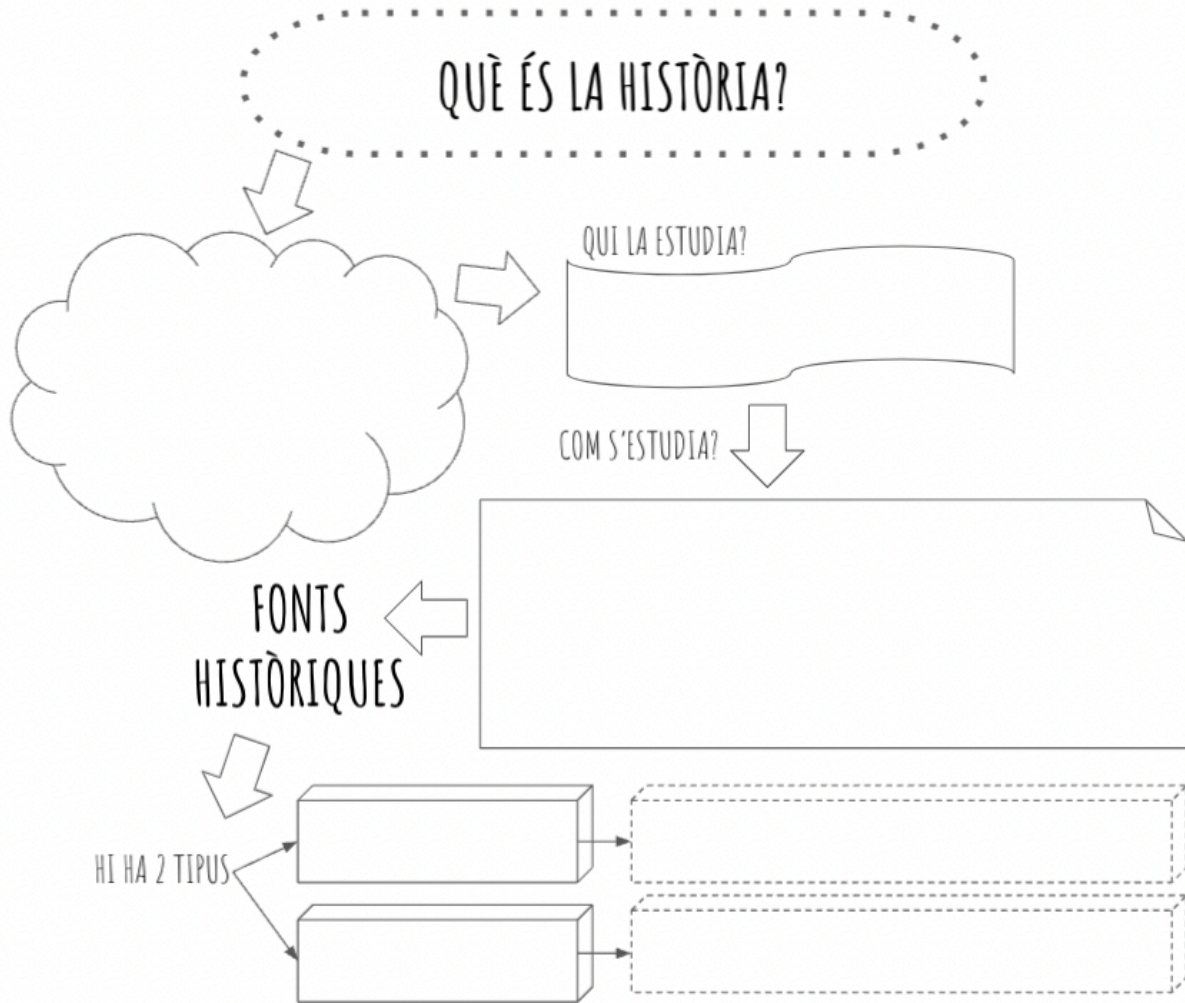 QUÈ ÉS LA HISTÒRIA?
QUI LA ESTUDIA?
COM S'ESTUDIA?
FONTS
HISTÒRIQUES
HI HA 2 TIPUS